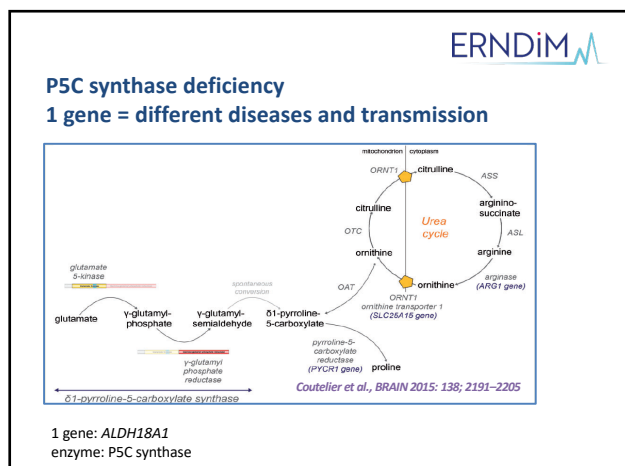 ERNDiM
P5C synthase deficiency
1 gene = different diseases and transmission
mitochondrion
cytoplasm
ORNT1
citrulline
ASS
citrulline
arginino-
succinate
Urea
cycle
OTC
ASL
ornithine
arginine
glutamate
5-kinase
spontaneous
conversion
OAT
ornithine
arginase
(ARG1 gene)
ORNT1
ornithine transporter 1
(SLC25A15 gene)
glutamate
γ-glutamyl-
phosphate
γ-glutamyl-
semialdehyde
δ1-pyrroline-
5-carboxylate
pyrroline-5-
carboxylate
reductase
(PYCR1 gene)
proline
γ-glutamyl
phosphate
reductase
δ1-pyrroline-5-carboxylate synthase
Coutelier et al., BRAIN 2015: 138; 2191–2205
1 gene: ALDH18A1
enzyme: P5C synthase